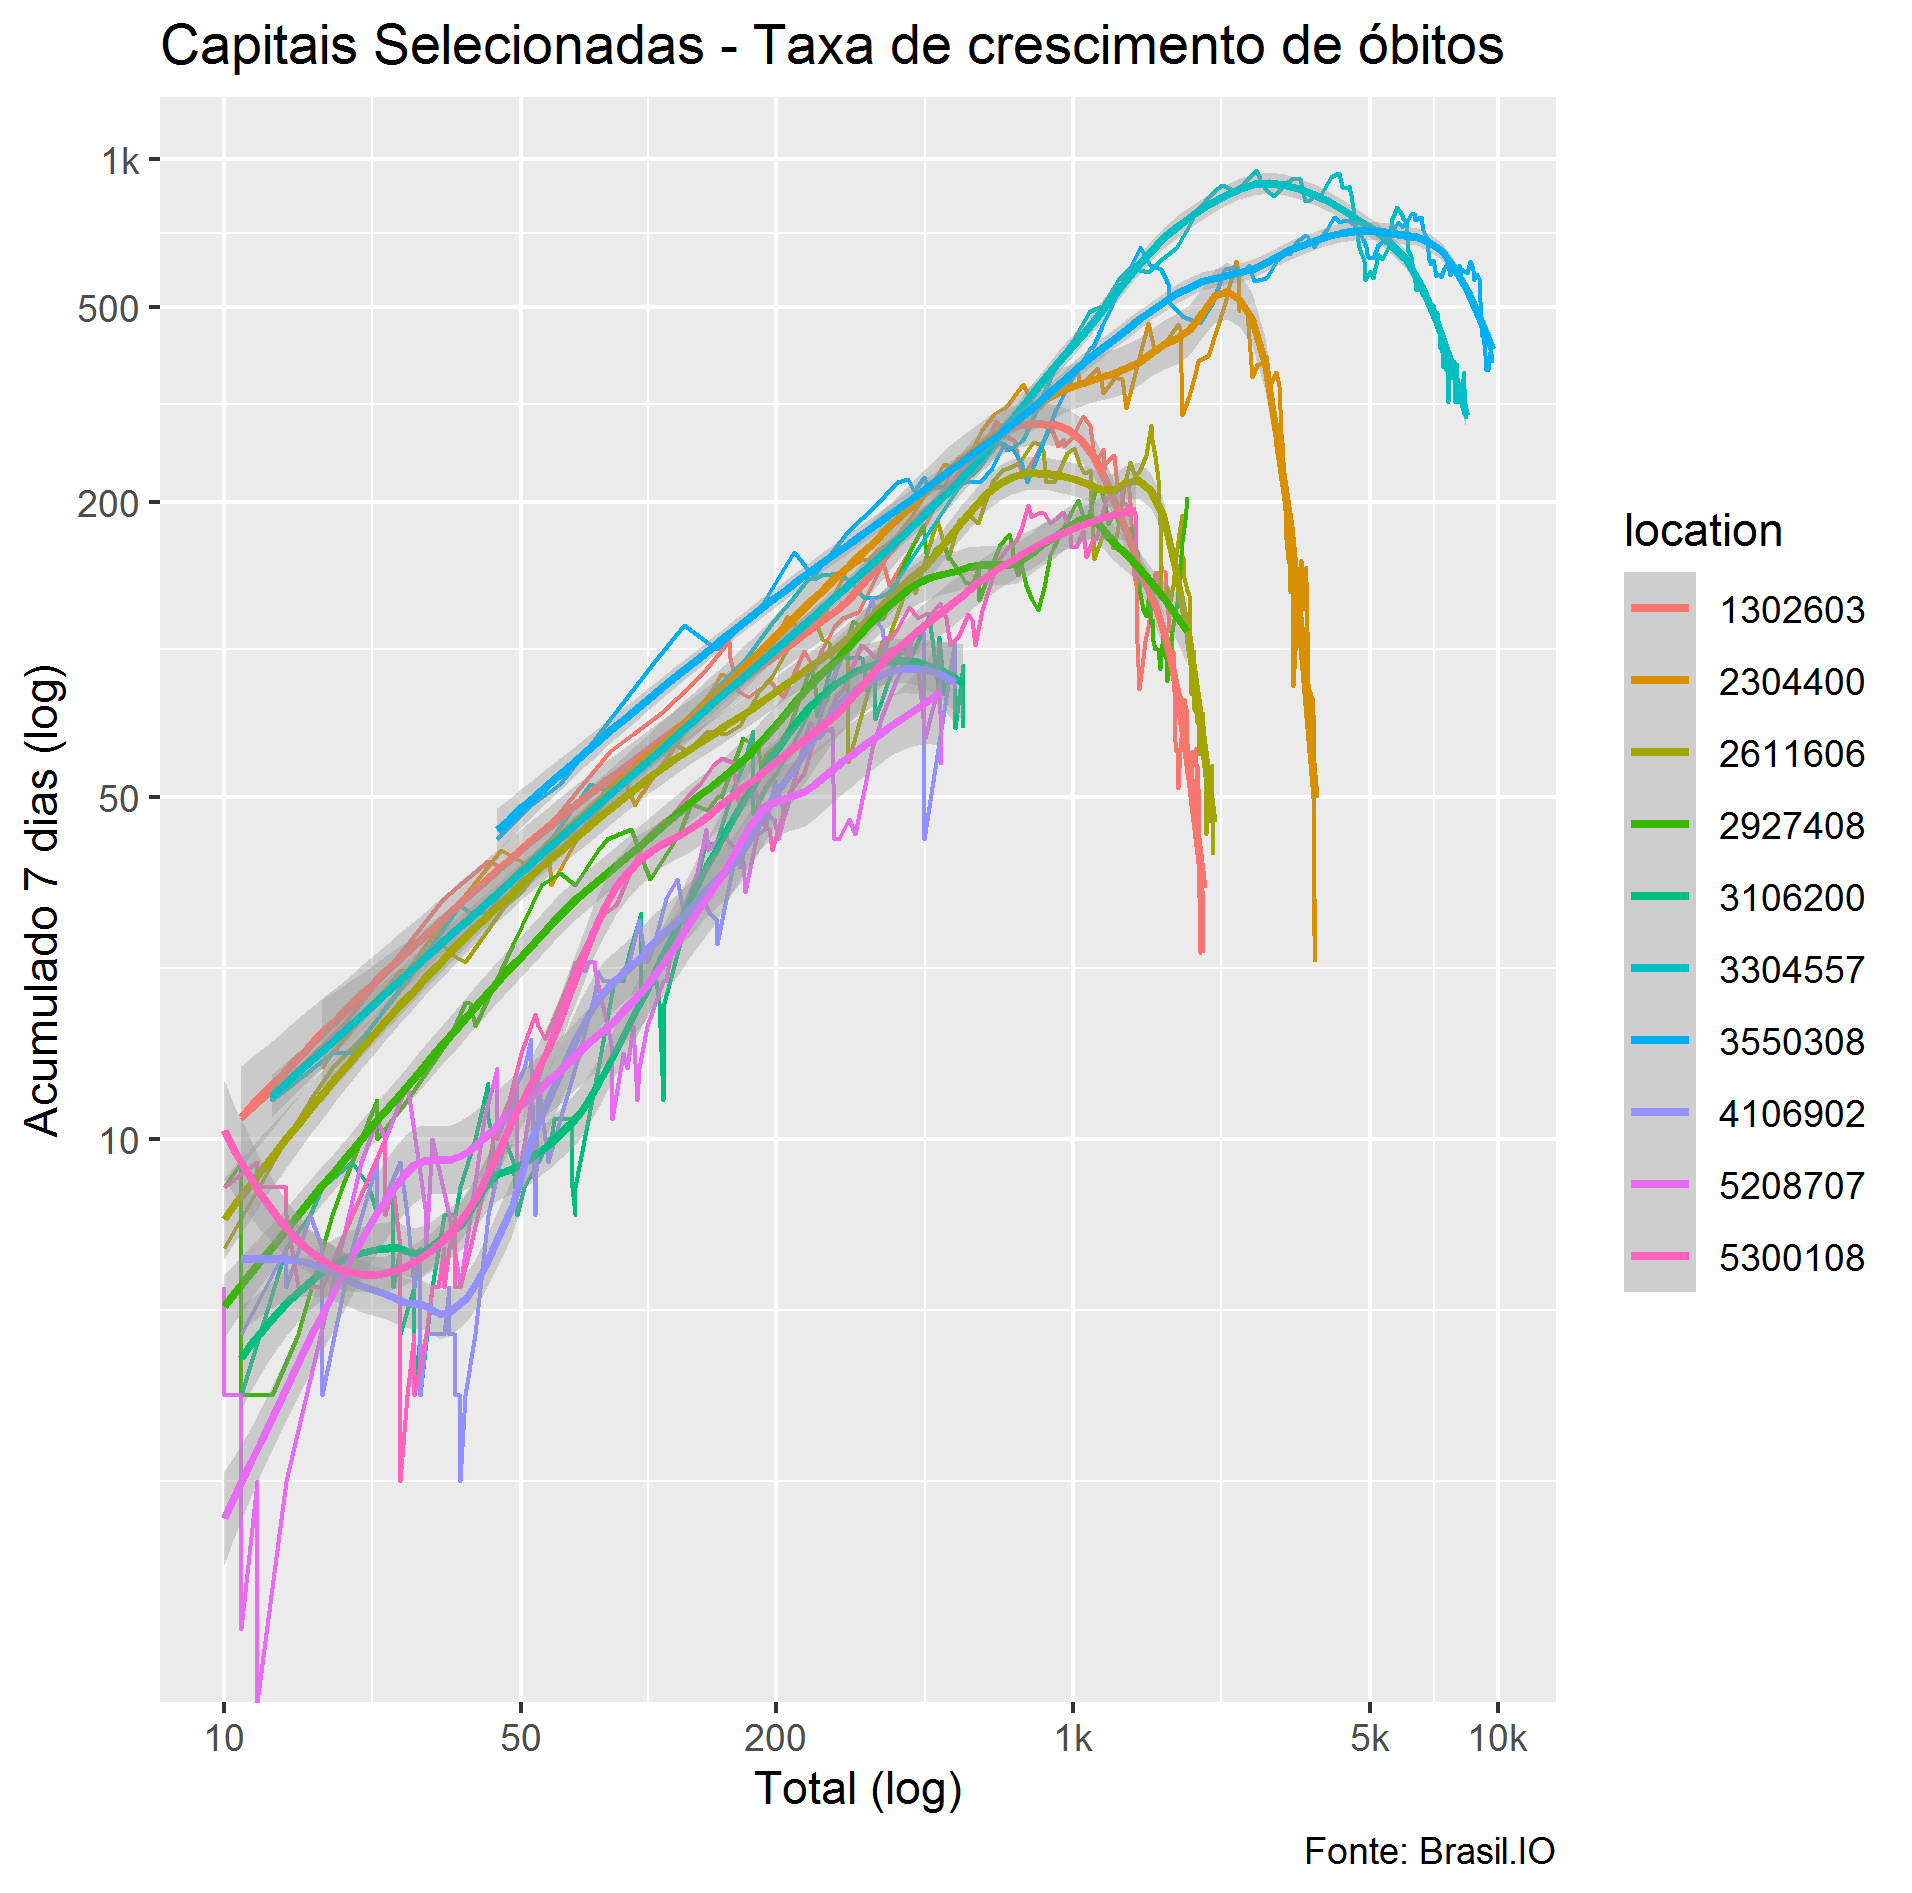 Capitais Selecionadas - Taxa de crescimento de óbitos
1k
500
200
50
10
Acumulado 7 dias (log)
10
50
200
1k
5k
10k
Total (log)
location
1302603
2304400
2611606
2927408
3106200
3304557
3550308
4106902
5208707
5300108
Fonte: Brasil.IO